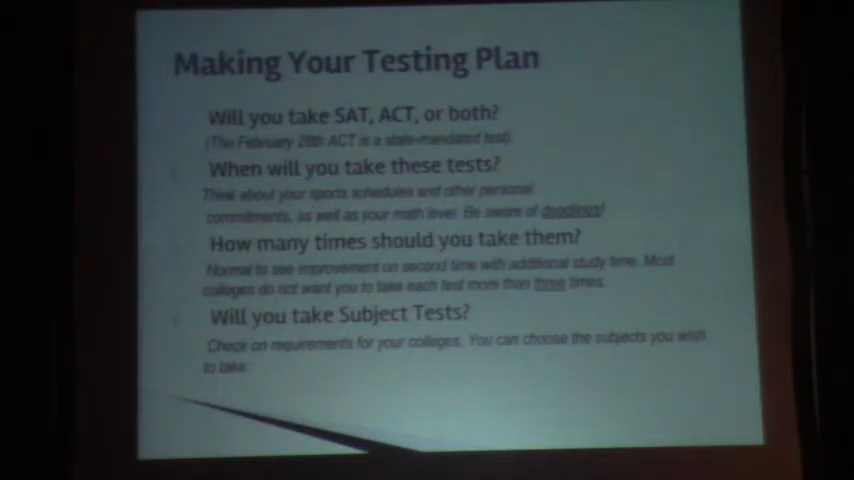 Making Your Testing Plan
Will you take SAT, ACT, or both?
(The February 28th ACT is a state-mandated test)
When will you take these tests?
Think about your sports schedules and other personal
commitments, as well as your math level. Be aware of deadlines!
How many times should you take them?
Normal to see improvement on second time with additional study time. Most
colleges do not want you to take each test more than three times.
Will you take Subject Tests?
Check on requirements for your colleges. You can choose the subjects you wish
to take.